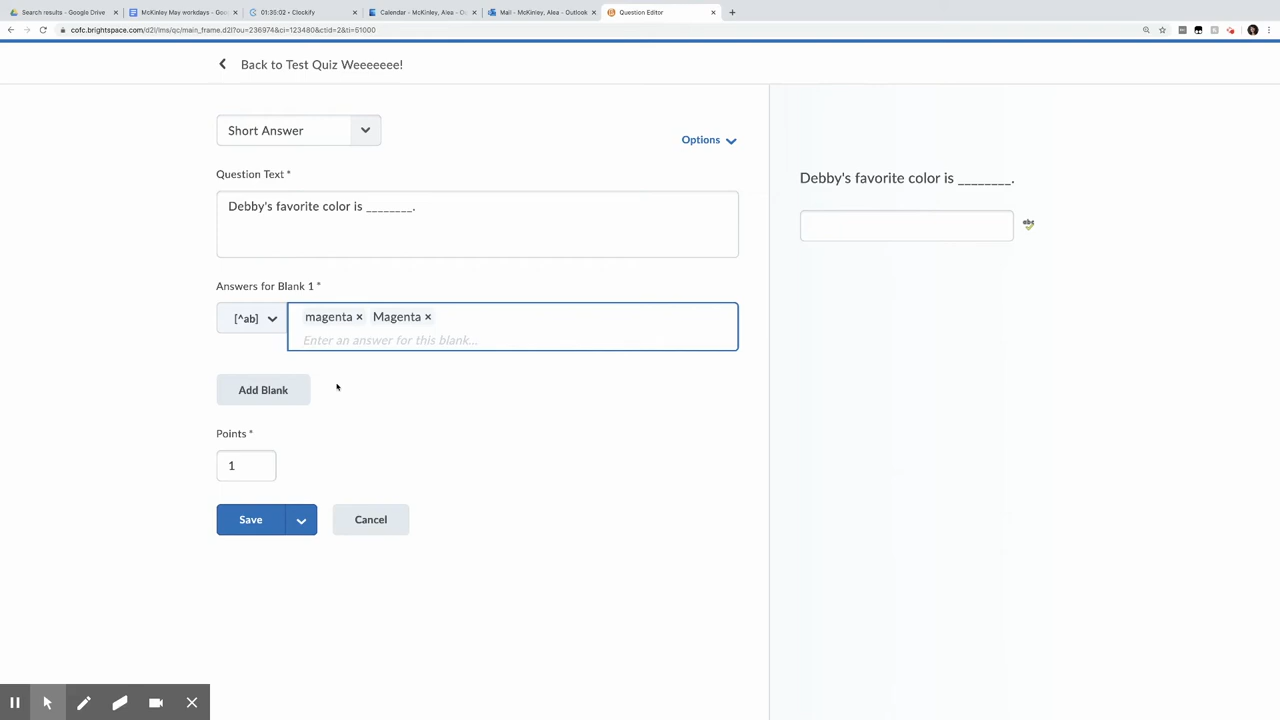 Search results - Google Drive
McKinley May workdays - Goo
01:35:02 • Clockify
Calendar - McKinley, Alea - O
Mail - McKinley, Alea - Outlook
Question Editor
cofc.brightspace.com/d2l/lms/qc/main_frame.d2l?ou=236974&ci=123480&ctid=2&ti=51000
Back to Test Quiz Weeeeeee!
Short Answer
Options
Question Text *
Debby's favorite color is ________.
Debby's favorite color is ________.
abc
Answers for Blank 1 *
[^ab]
magenta × Magenta ×
Enter an answer for this blank...
Add Blank
Points *
1
Save
Cancel